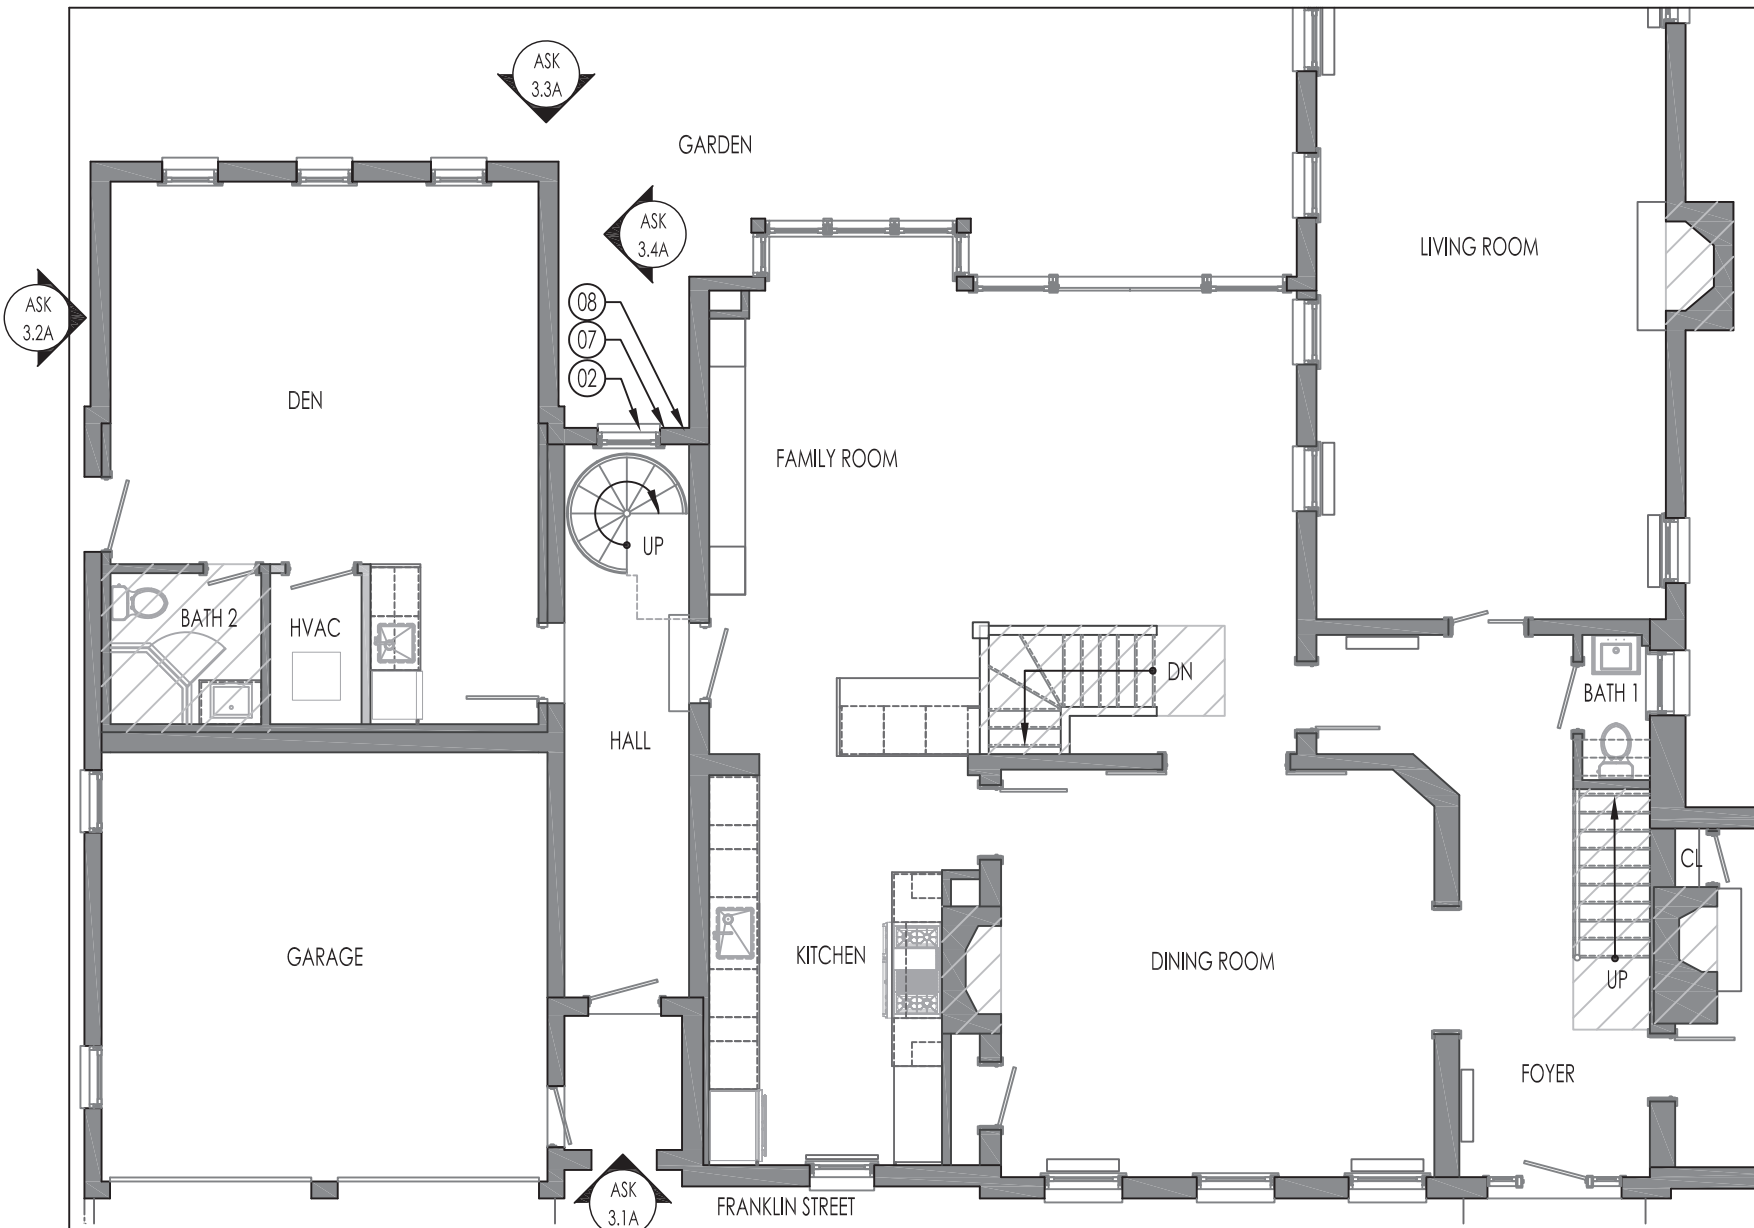 ASK
3.3A
GARDEN
ASK
3.4A
LIVING ROOM
ASK
3.2A
08
07
02
DEN
FAMILY ROOM
UP
BATH 2
HVAC
DN
BATH 1
HALL
CL
GARAGE
KITCHEN
DINING ROOM
UP
FOYER
ASK
3.1A
FRANKLIN STREET